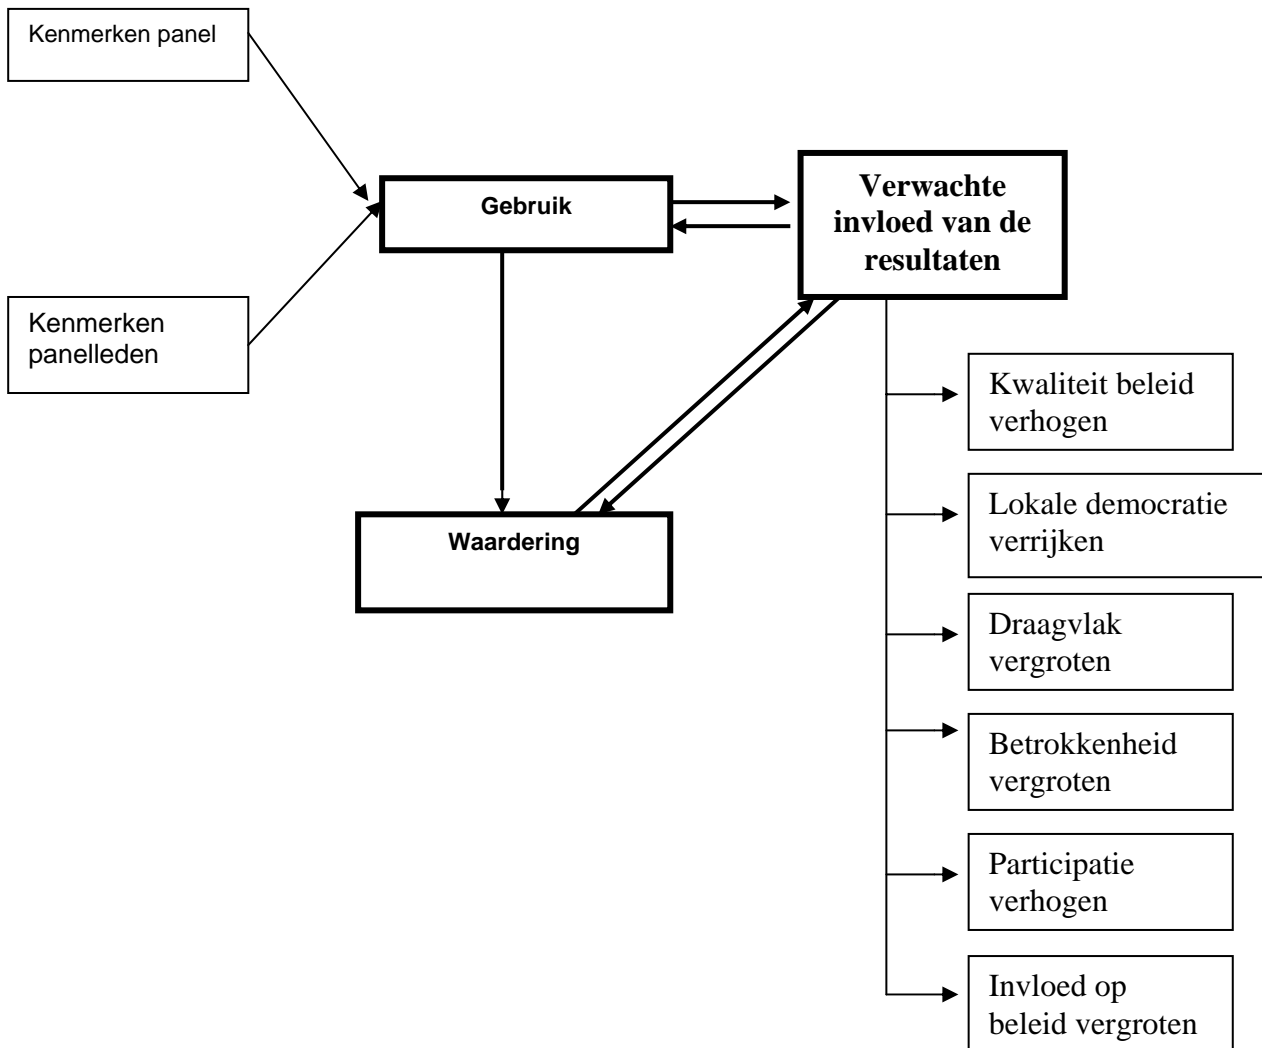 Kenmerken panel
Gebruik
Verwachte
invloed van de
resultaten
Kenmerken
panelleden
Kwaliteit beleid
verhogen
Lokale democratie
verrijken
Waardering
Draagvlak
vergroten
Betrokkenheid
vergroten
Participatie
verhogen
Invloed op
beleid vergroten